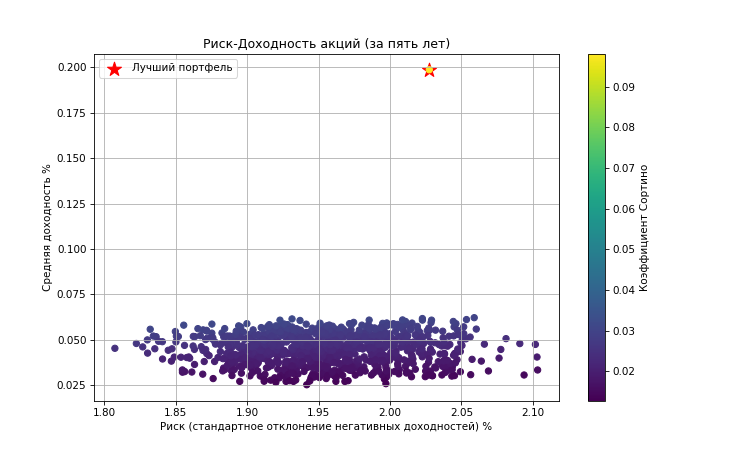 Риск-Доходность акций (за пять лет)
Лучший портфель
Средняя доходность %
0.200
0.175
0.150
0.125
0.100
0.075
0.050
0.025
1.80 1.85 1.90 1.95 2.00 2.05 2.10
Риск (стандартное отклонение негативных доходностей) %
0.09
0.08
0.07
0.06
0.05
0.04
0.03
0.02
Коэффициент Сортино